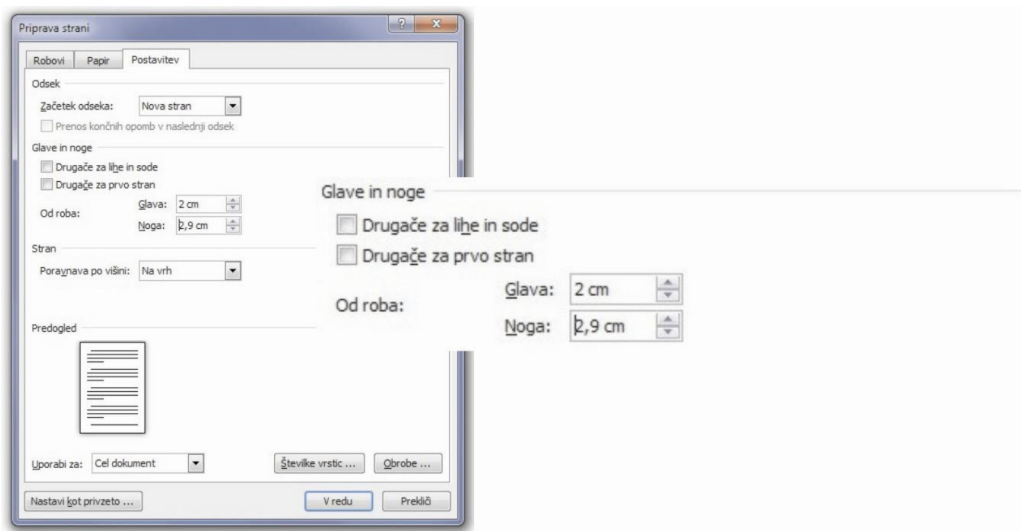 Priprava strani
Robovi Papir Postavitev
Odsek
Začetek odseka: Nova stran
Prenos končnih opomb v naslednji odsek
Glave in noge
Drugače za lihe in sode
Drugače za prvo stran
Od roba:
Glava: 2 cm
Noga: 2,9 cm
Stran
Poravnava po višini: Na vrh
Predogled
Uporabi za: Cel dokument
Številke vrstic ... Obrobe ...
Nastavi kot privzeto ... V redu Prekliči
Glave in noge
Drugače za lihe in sode
Drugače za prvo stran
Od roba:
Glava: 2 cm
Noga: 2,9 cm